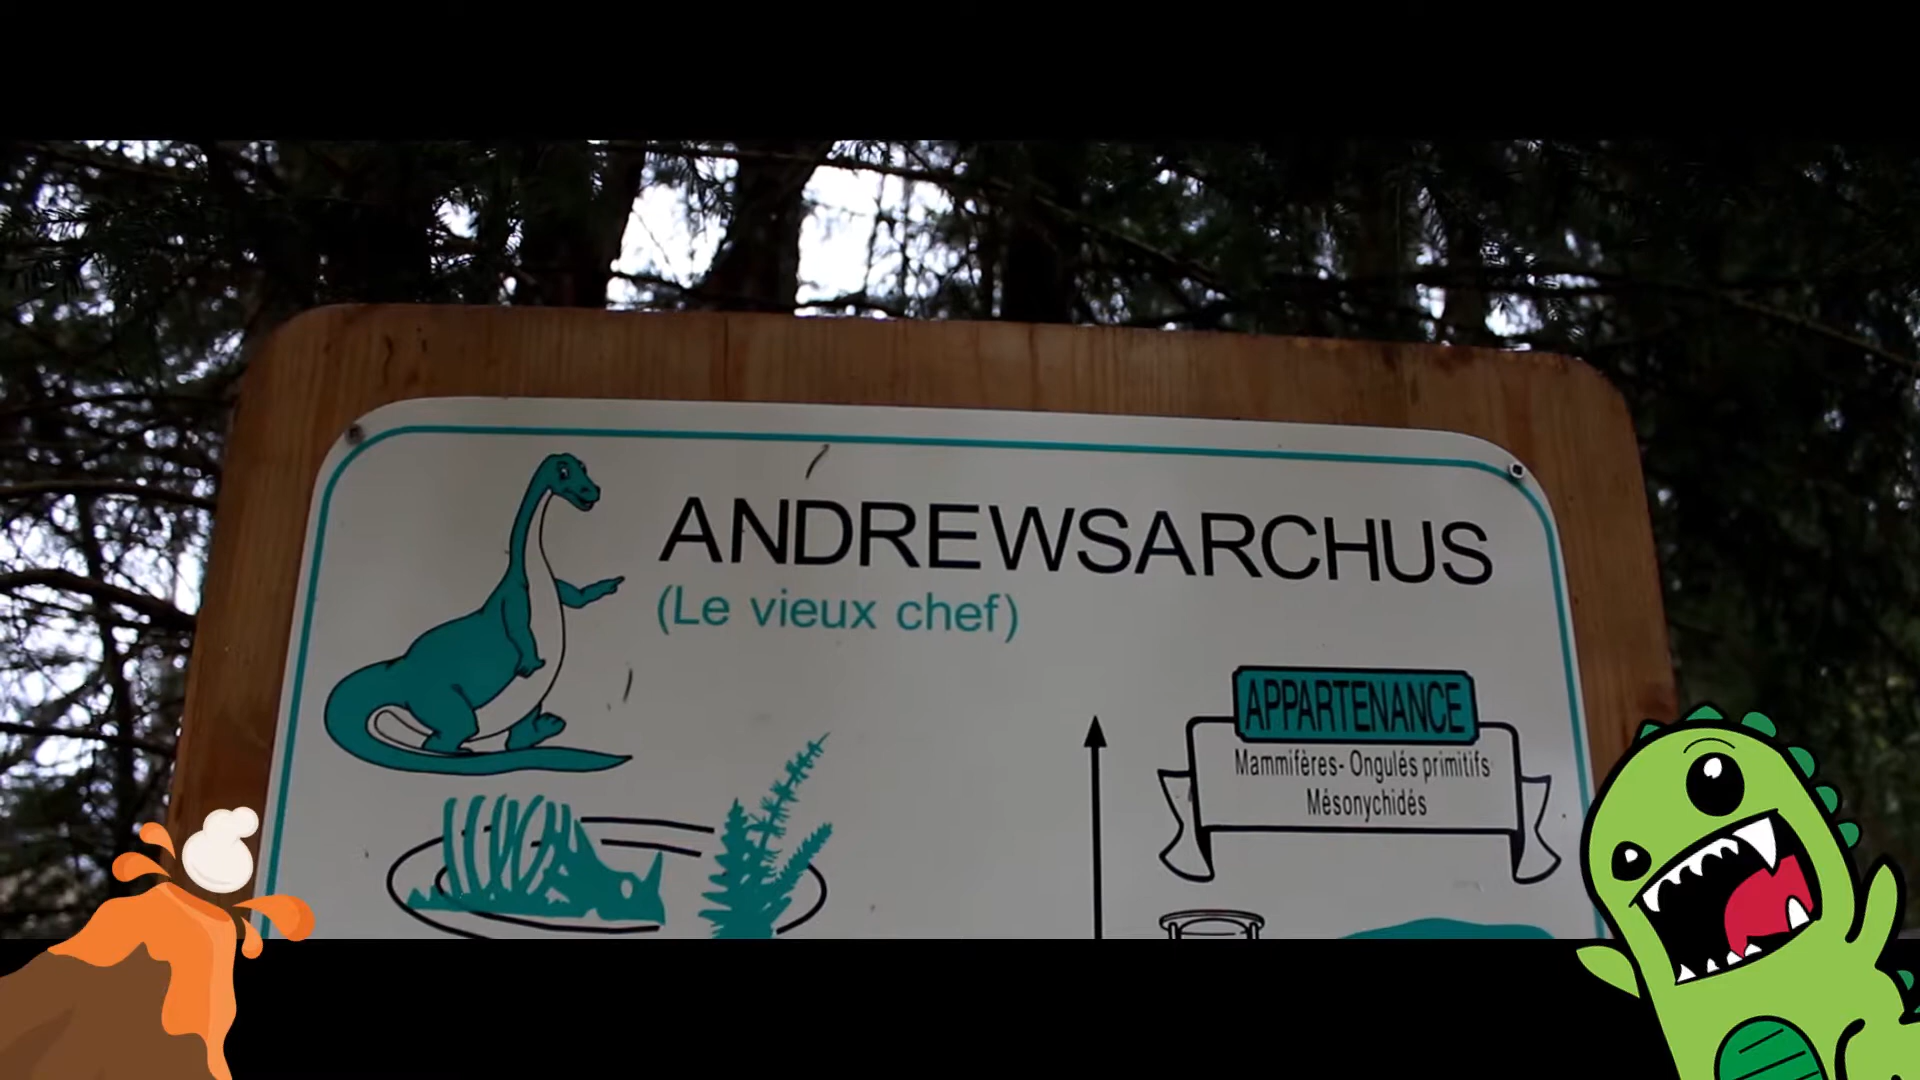 ANDREWSARCHUS
(Le vieux chef)
APPARTENANCE
Mammifères- Ongulés primitifs
Mésonychidés